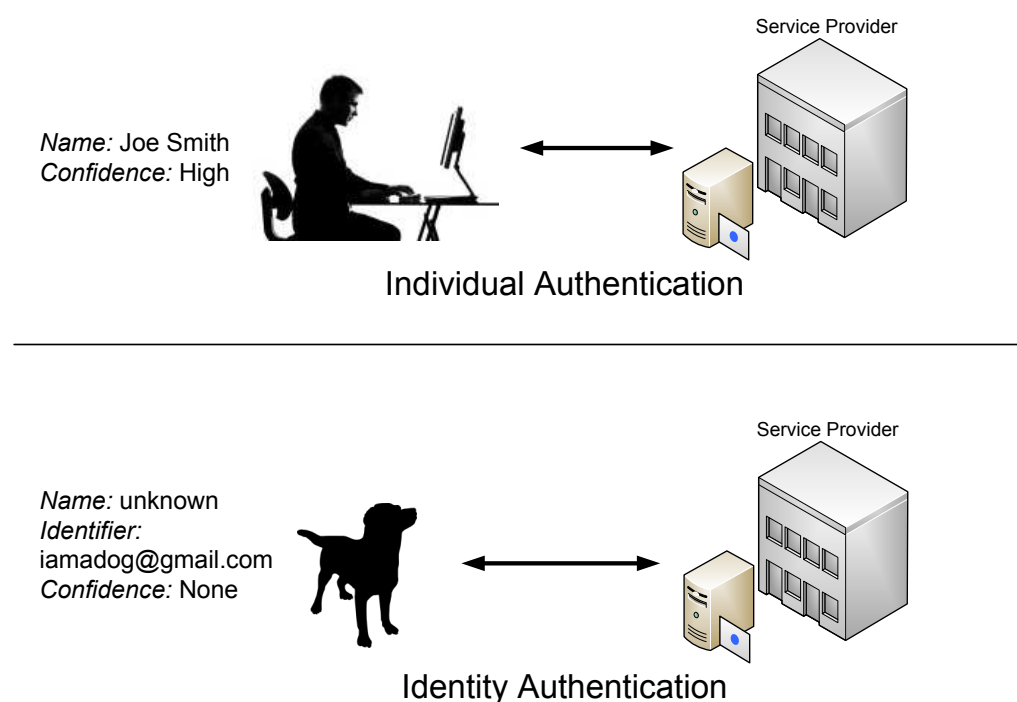 Service Provider
Name: Joe Smith
Confidence: High
Individual Authentication
Service Provider
Name: unknown
Identifier:
iamadog@gmail.com
Confidence: None
Identity Authentication